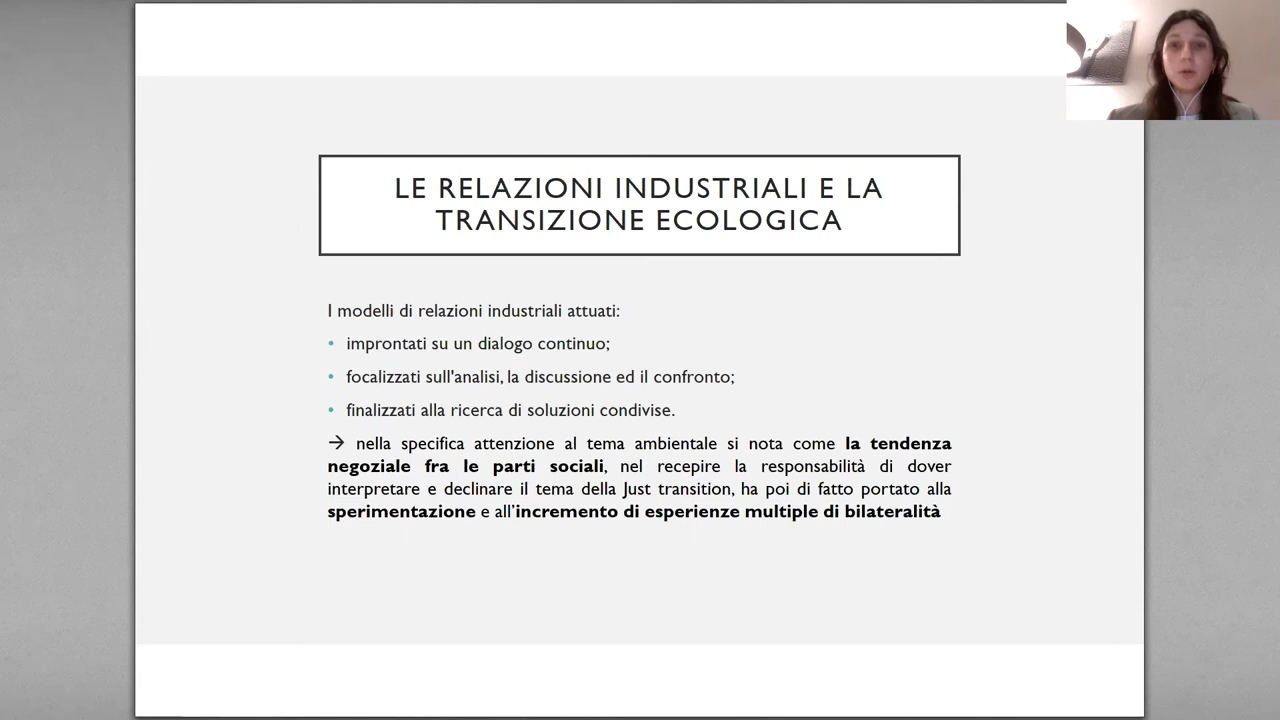 LE RELAZIONI INDUSTRIALI E LA
TRANSIZIONE ECOLOGICA
I modelli di relazioni industriali attuati:
• improntati su un dialogo continuo;
• focalizzati sull'analisi, la discussione ed il confronto;
• finalizzati alla ricerca di soluzioni condivise.
→ nella specifica attenzione al tema ambientale si nota come la tendenza
negoziale fra le parti sociali, nel recepire la responsabilità di dover
interpretare e declinare il tema della Just transition, ha poi di fatto portato alla
sperimentazione e all'incremento di esperienze multiple di bilateralità